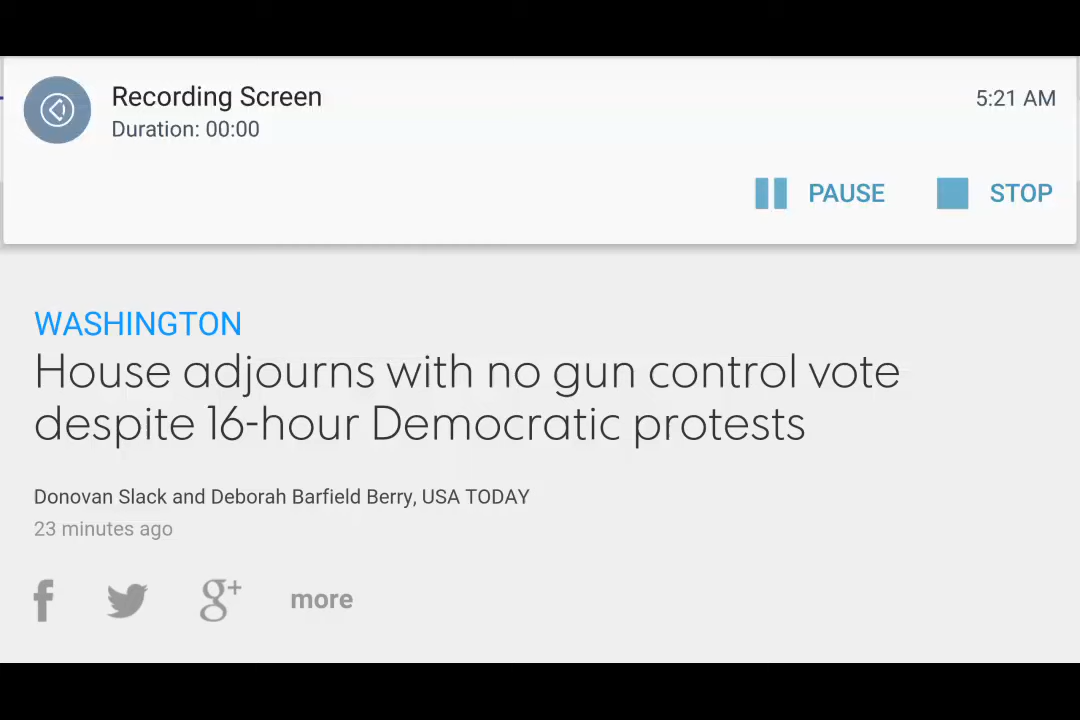 Recording Screen
5:21 AM
Duration: 00:00
PAUSE
STOP
WASHINGTON
House adjourns with no gun control vote
despite 16-hour Democratic protests
Donovan Slack and Deborah Barfield Berry, USA TODAY
23 minutes ago
f
g+
more